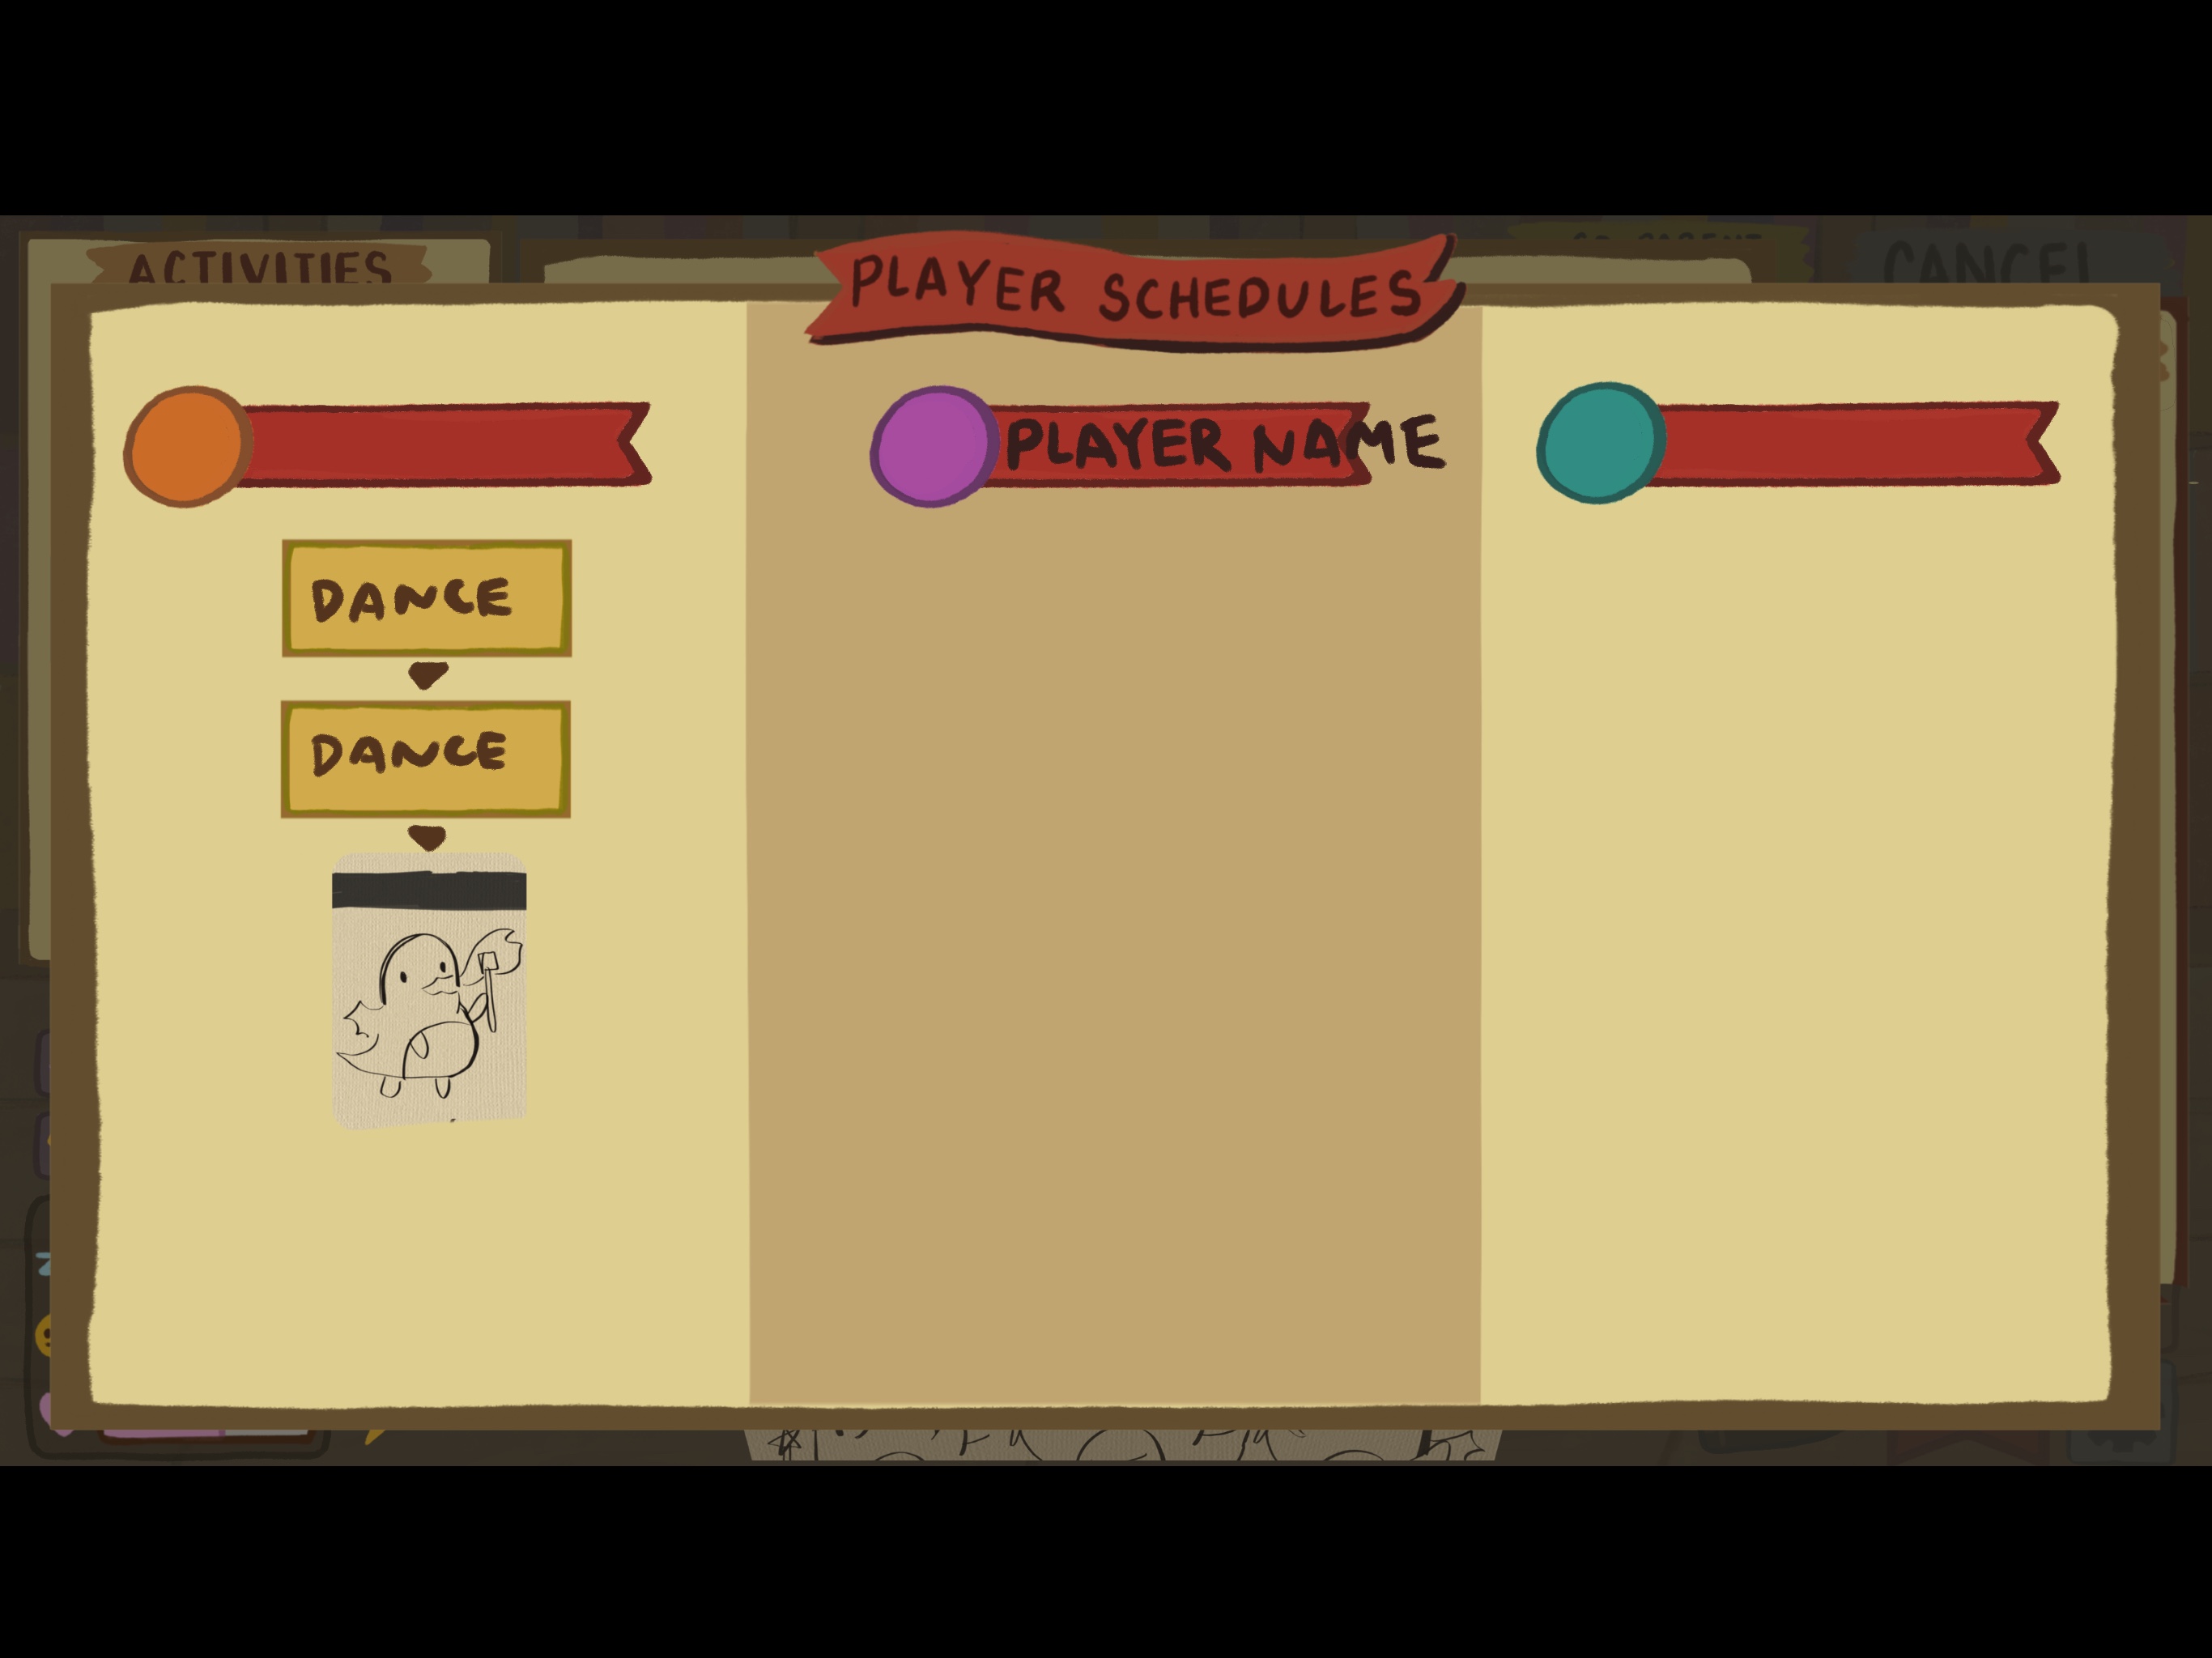 ACTIVITIES
CANCEL
PLAYER SCHEDULES
PLAYER NAME
DANCE
DANCE